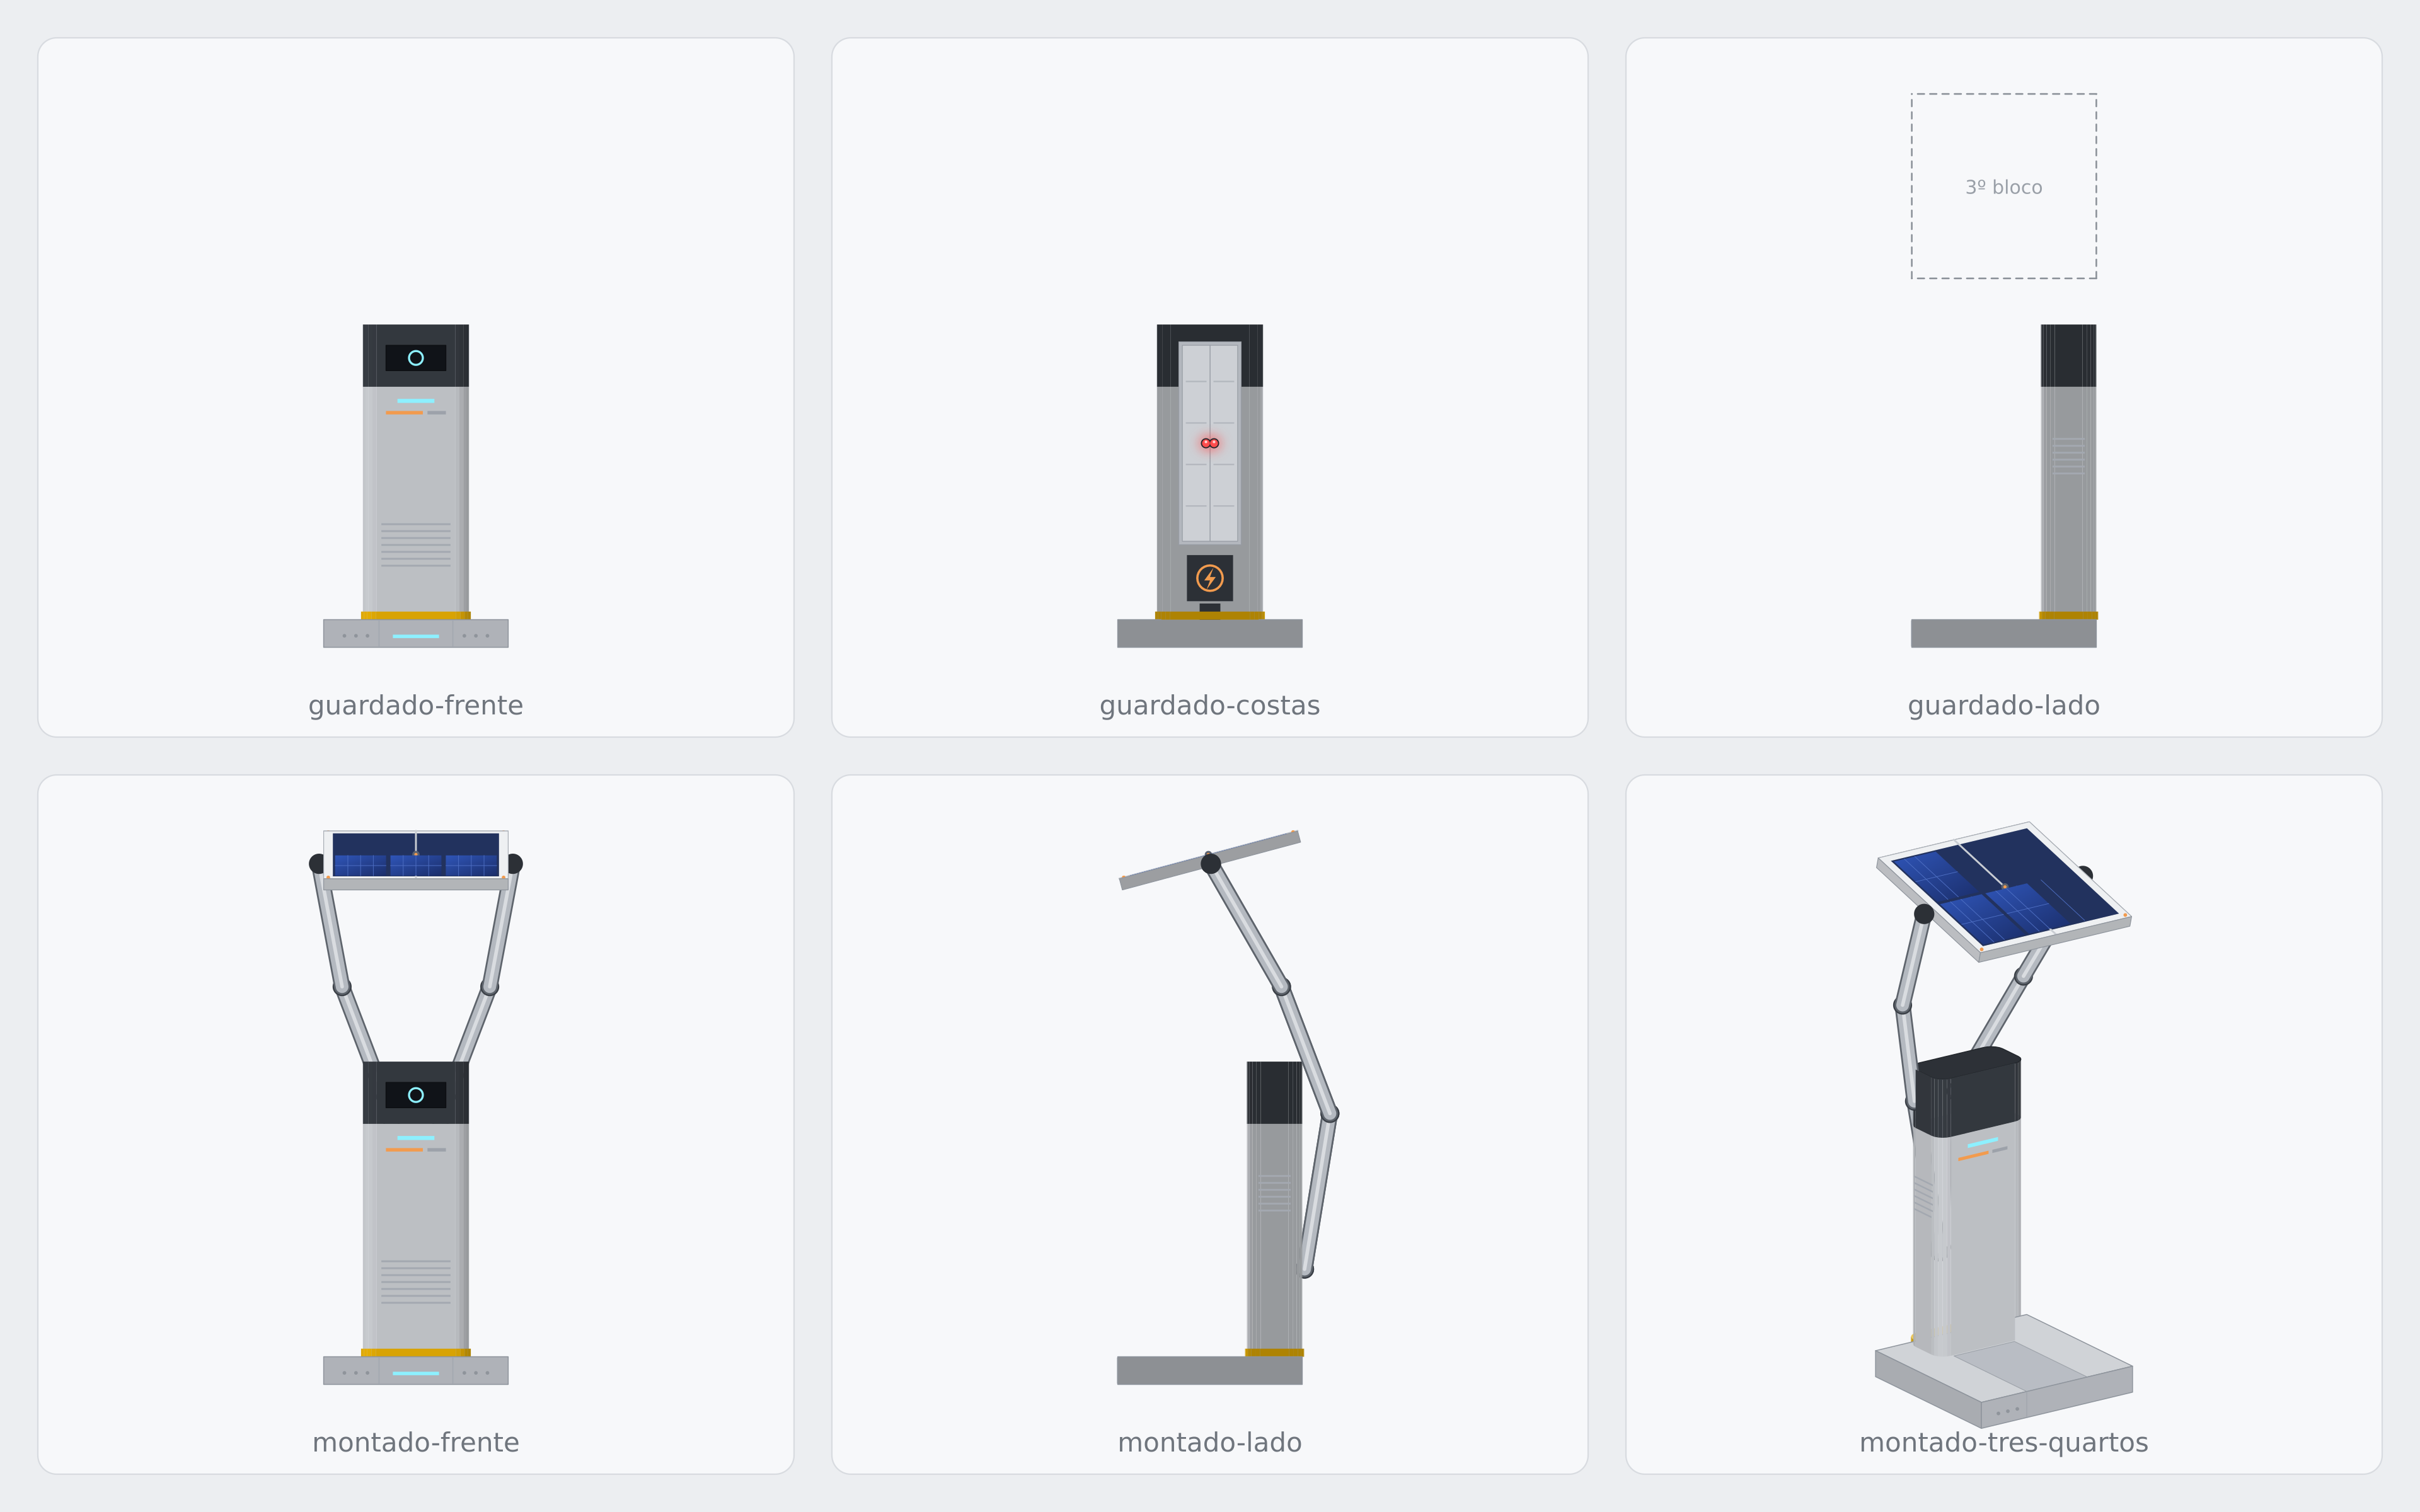 3º bloco
guardado-frente
guardado-costas
guardado-lado
montado-frente
montado-lado
montado-tres-quartos